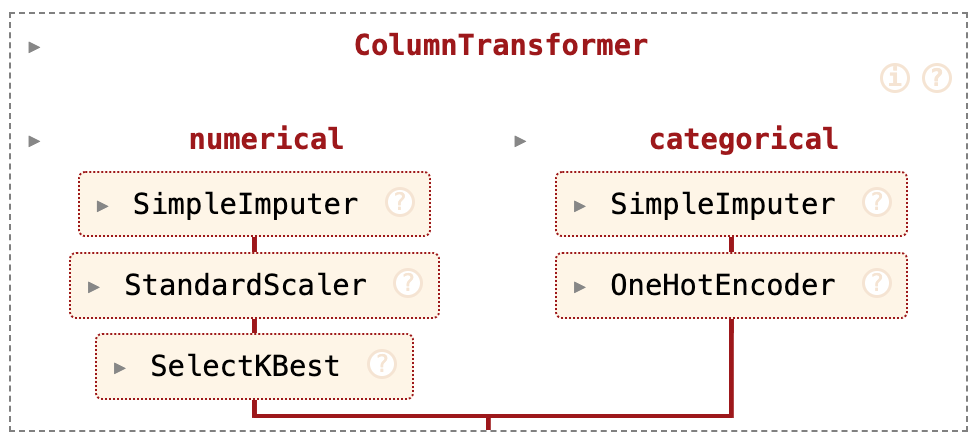 ColumnTransformer
i ?
numerical
categorical
SimpleImputer ?
SimpleImputer ?
StandardScaler ?
OneHotEncoder ?
SelectKBest ?